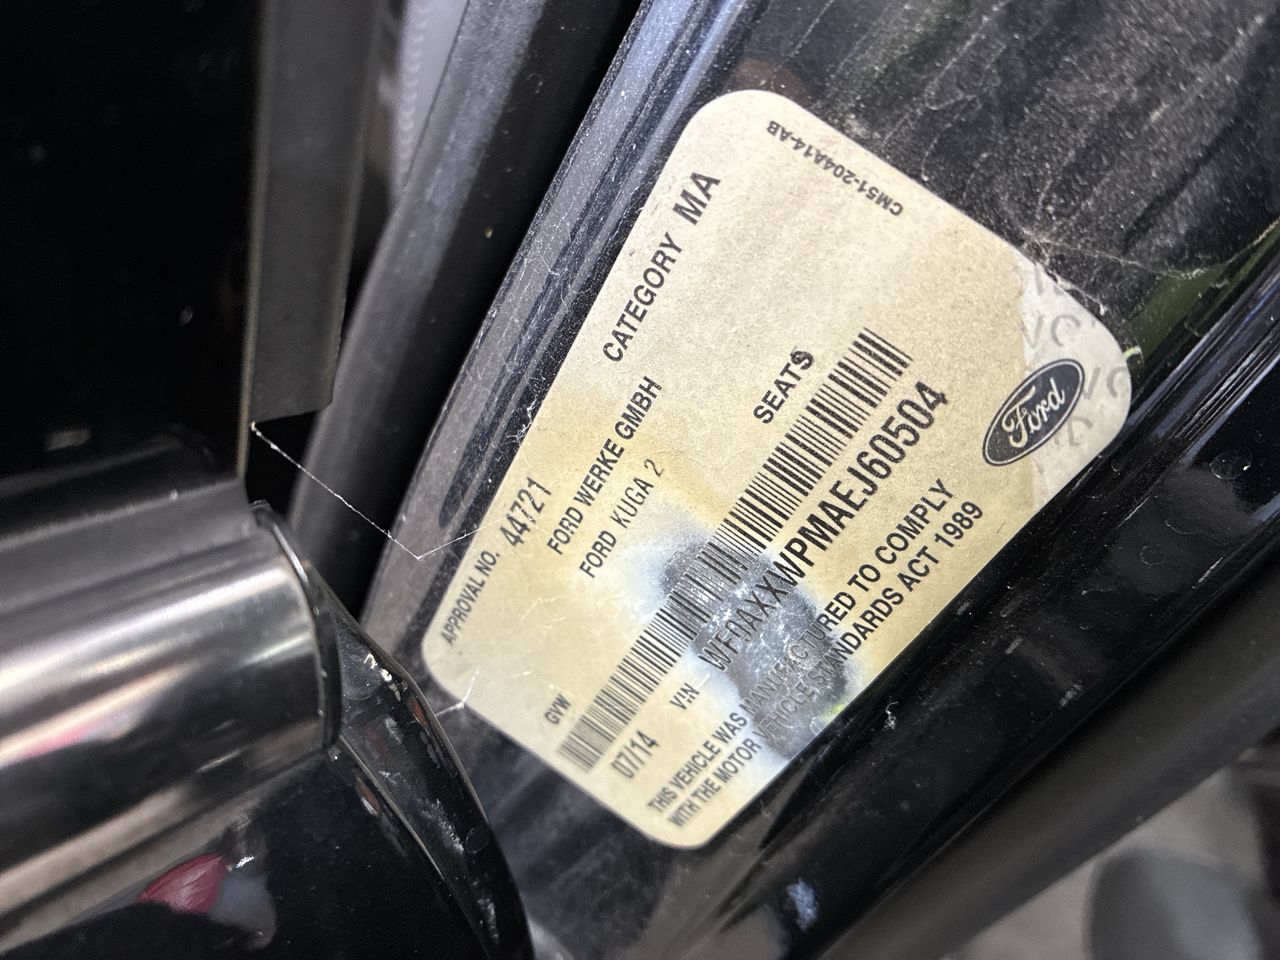 CM51-204A14-AB
CATEGORY MA
APPROVAL NO. 44721
FORD WERKE GMBH
FORD KUGA 2
GVW
SEATS
07/14
VIN WF0AXXWPMAEJ60504
THIS VEHICLE WAS MANUFACTURED TO COMPLY
WITH THE MOTOR VEHICLE STANDARDS ACT 1989
Ford